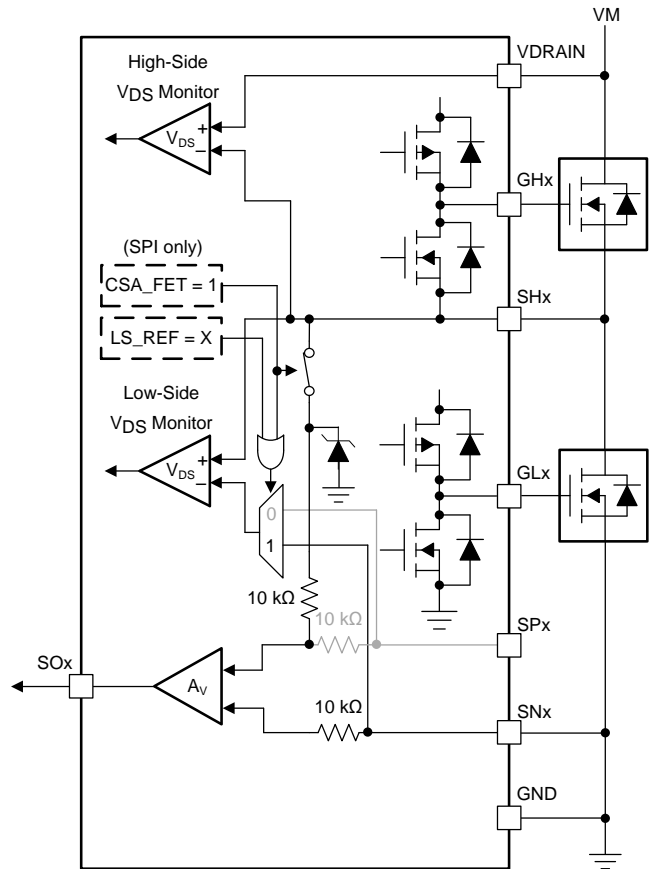 VM
VDRAIN
High-Side
VDS Monitor
VDS
+
−
GHx
(SPI only)
CSA_FET = 1
SHx
LS_REF = X
Low-Side
VDS Monitor
VDS
+
−
GLx
0
1
10 kΩ
10 kΩ
SPx
SOx
AV
10 kΩ
SNx
GND